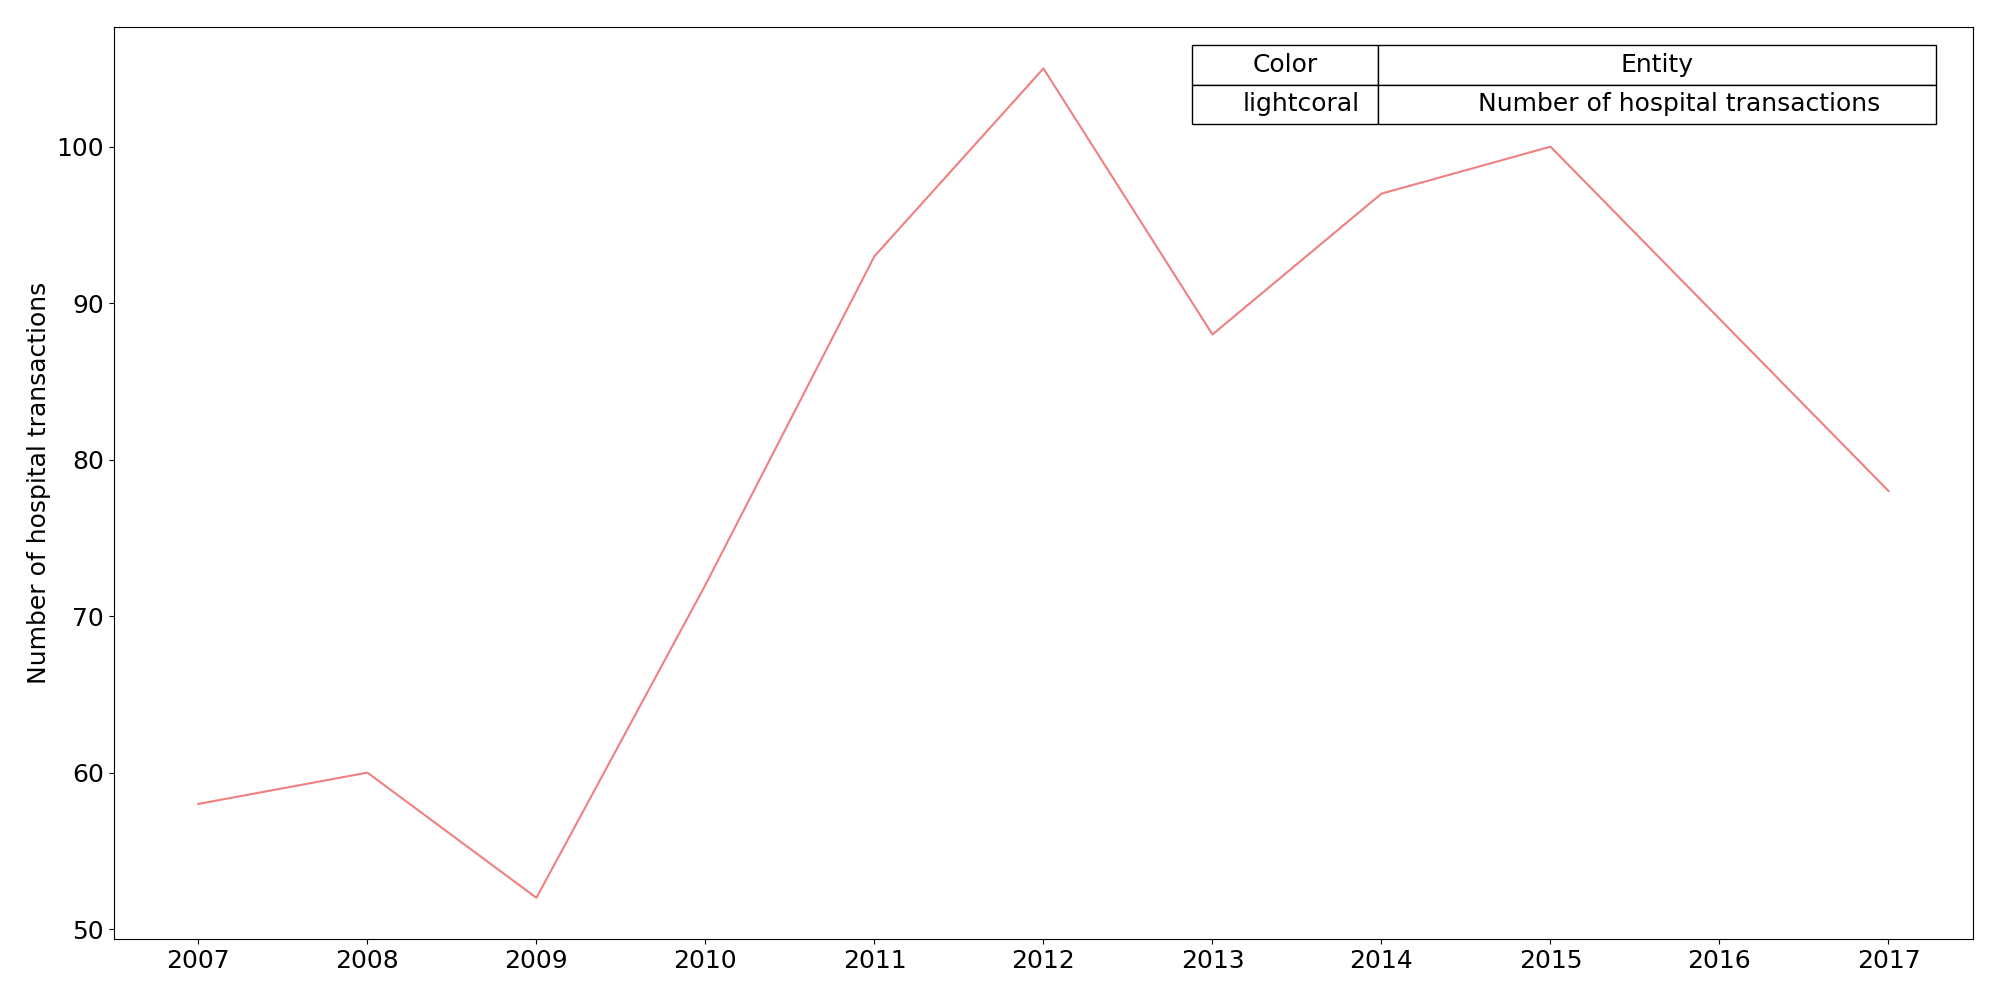 Color Entity
lightcoral Number of hospital transactions
Number of hospital transactions
100
90
80
70
60
50
2007 2008 2009 2010 2011 2012 2013 2014 2015 2016 2017